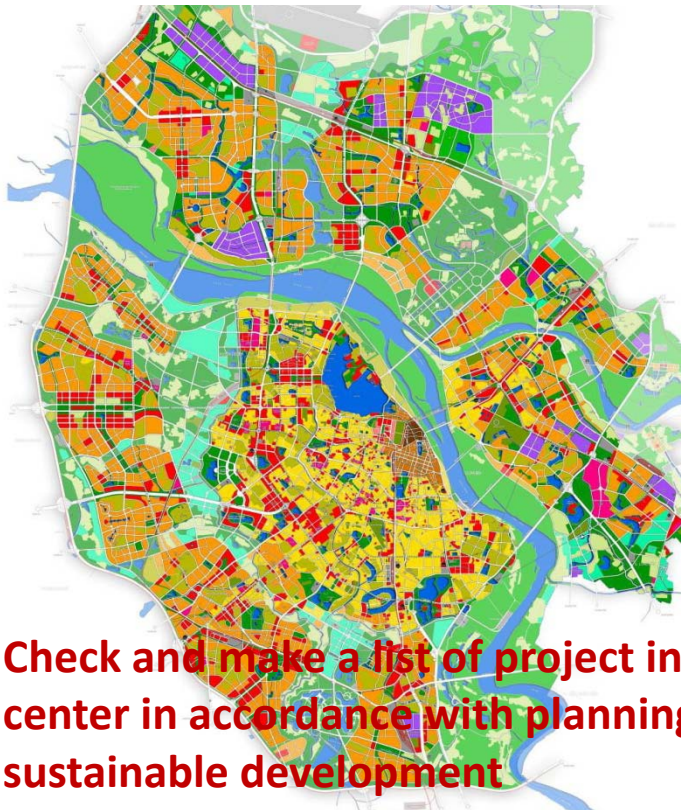 Check and make a list of project in
center in accordance with planning
sustainable development